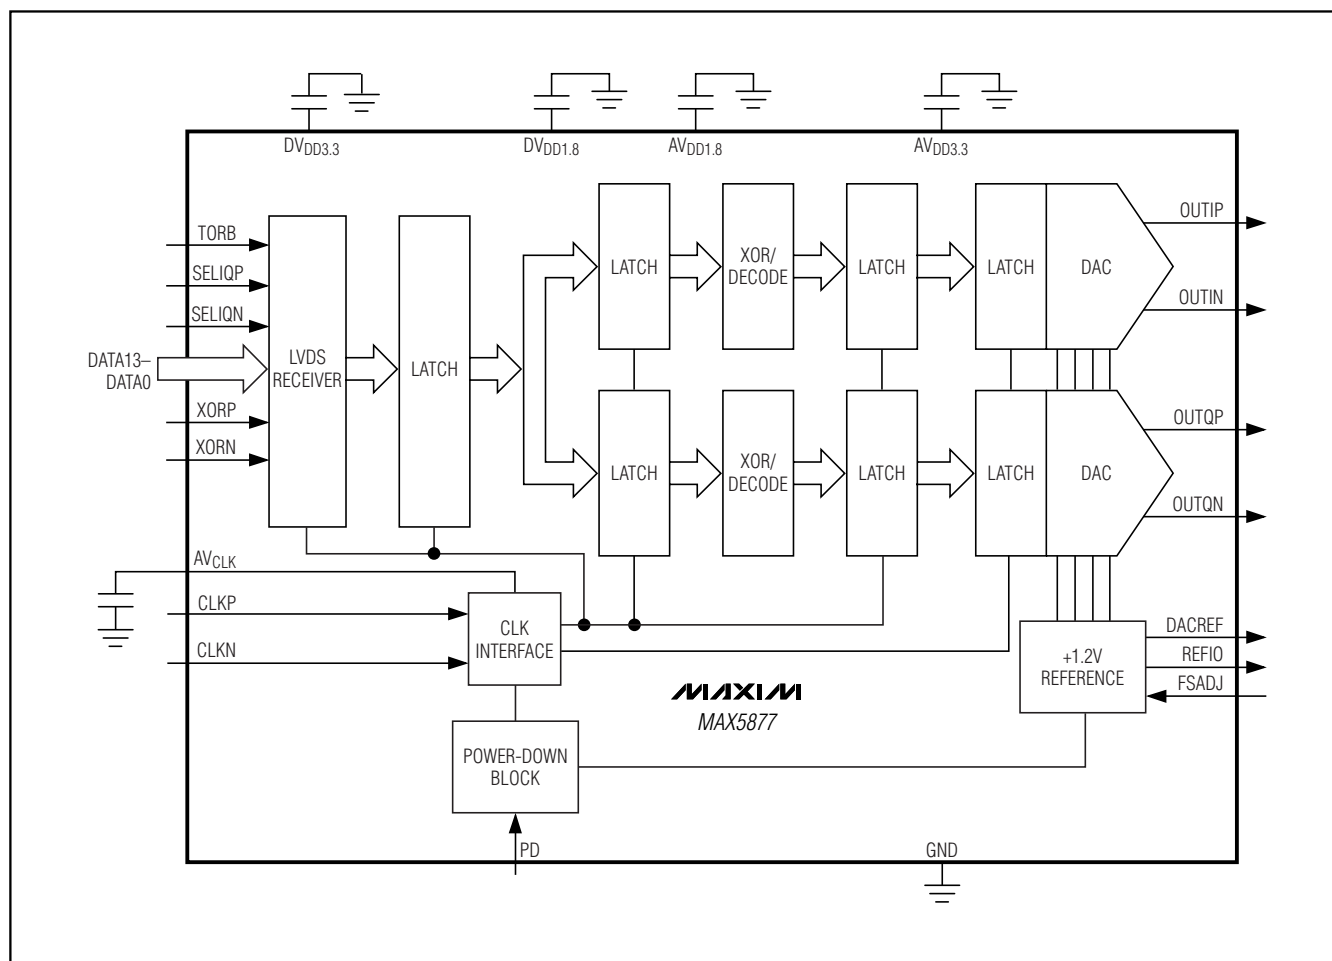 DVDD3.3
DVDD1.8
AVDD1.8
AVDD3.3
TORB
SELIQP
SELIQN
DATA13–
DATA0
XORP
XORN
LVDS
RECEIVER
LATCH
LATCH
XOR/
DECODE
LATCH
LATCH
DAC
OUTIP
OUTIN
LATCH
XOR/
DECODE
LATCH
LATCH
DAC
OUTQP
OUTQN
AVCLK
CLKP
CLKN
CLK
INTERFACE
+1.2V
REFERENCE
DACREF
REFIO
FSADJ
MAXIM
MAX5877
POWER-DOWN
BLOCK
PD
GND